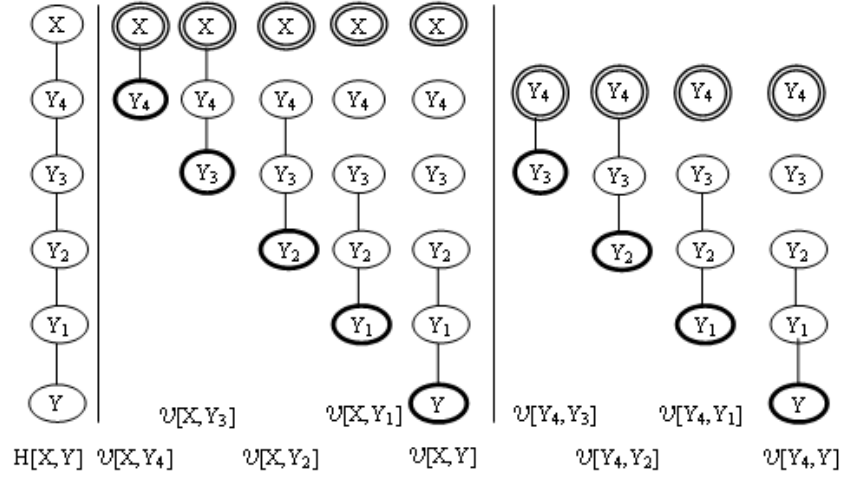 X X X X X X
Y₄ Y₄ Y₄ Y₄ Y₄ Y₄ Y₄ Y₄ Y₄ Y₄
Y₃ Y₃ Y₃ Y₃ Y₃ Y₃ Y₃ Y₃ Y₃
Y₂ Y₂ Y₂ Y₂ Y₂ Y₂ Y₂
Y₁ Y₁ Y₁ Y₁ Y₁
Y Y Y
υ[X,Y₃] υ[X,Y₁] υ[Y₄,Y₃] υ[Y₄,Y₁]
H[X,Y] υ[X,Y₄] υ[X,Y₂] υ[X,Y] υ[Y₄,Y₂] υ[Y₄,Y]